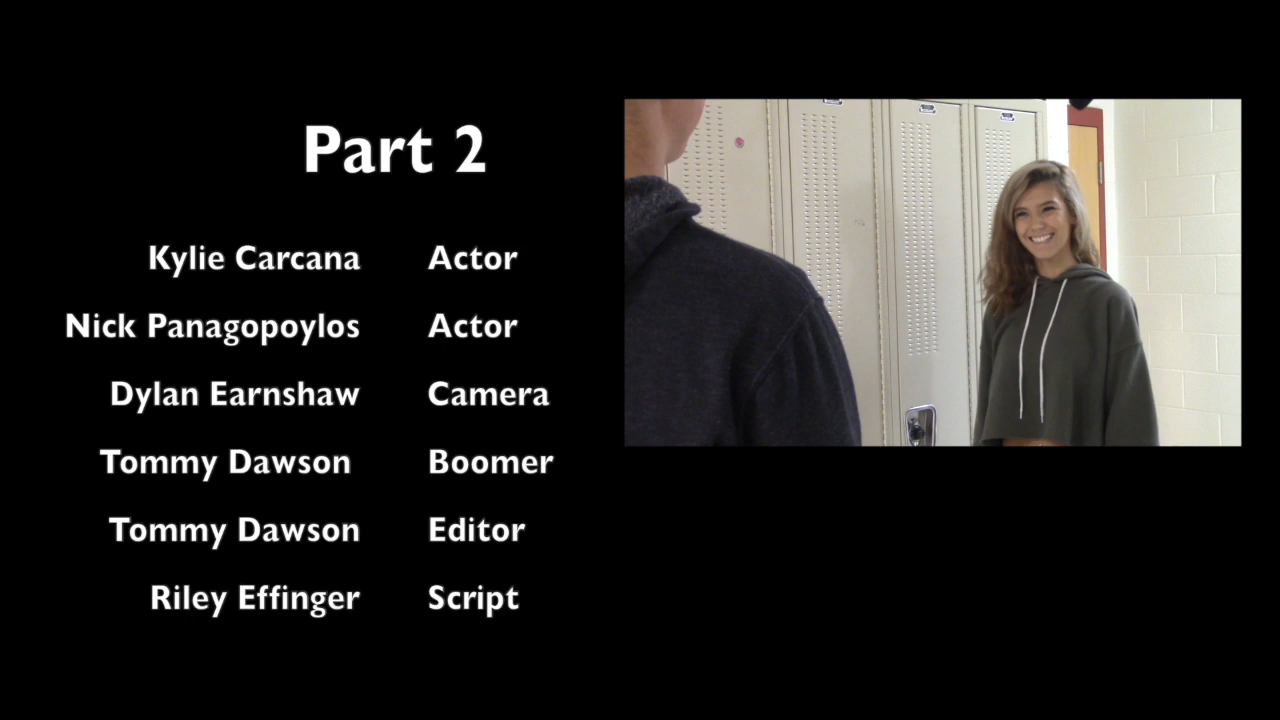 Part 2
Kylie Carcana Actor
Nick Panagopoylos Actor
Dylan Earnshaw Camera
Tommy Dawson Boomer
Tommy Dawson Editor
Riley Effinger Script